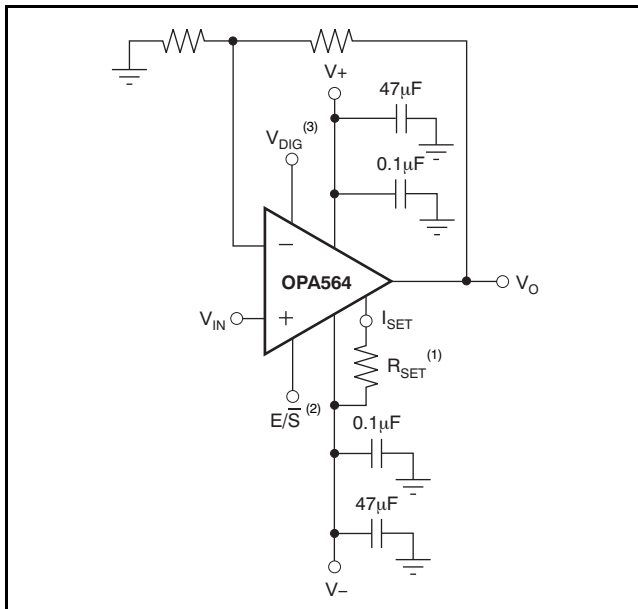 V+
47μF
V_DIG (3)
0.1μF
−
OPA564
V_O
V_IN
+
I_SET
R_SET (1)
E/S̅ (2)
0.1μF
47μF
V−